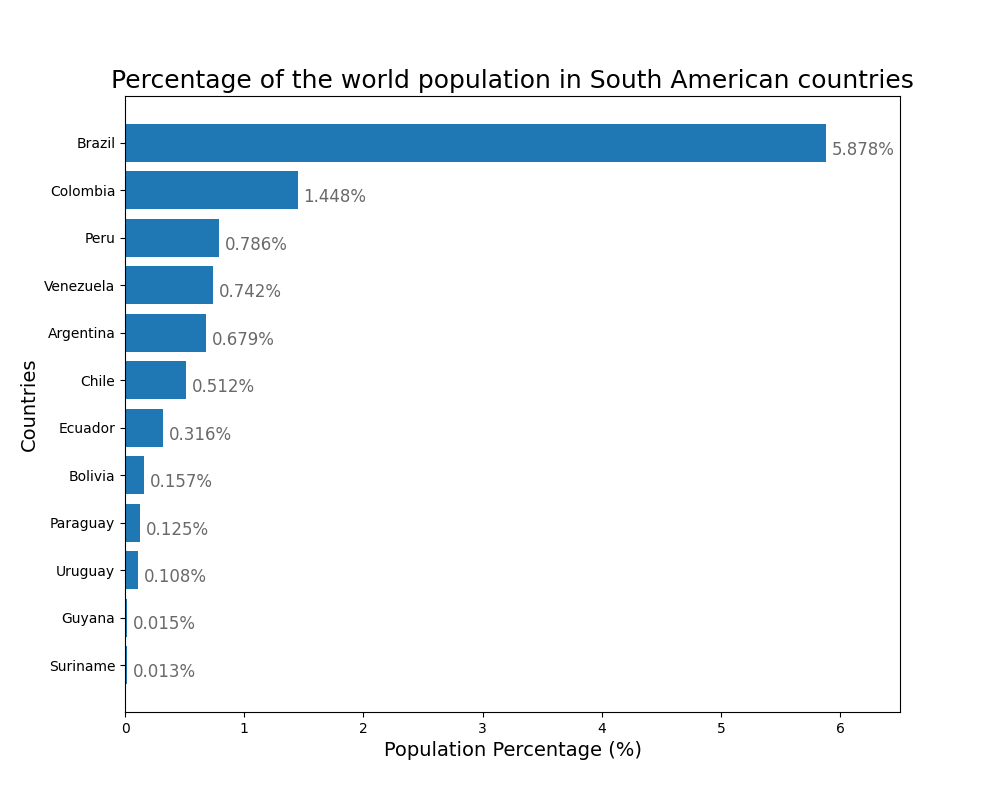 Percentage of the world population in South American countries
Brazil 5.878%
Colombia 1.448%
Peru 0.786%
Venezuela 0.742%
Argentina 0.679%
Chile 0.512%
Ecuador 0.316%
Bolivia 0.157%
Paraguay 0.125%
Uruguay 0.108%
Guyana 0.015%
Suriname 0.013%
Countries
0 1 2 3 4 5 6
Population Percentage (%)